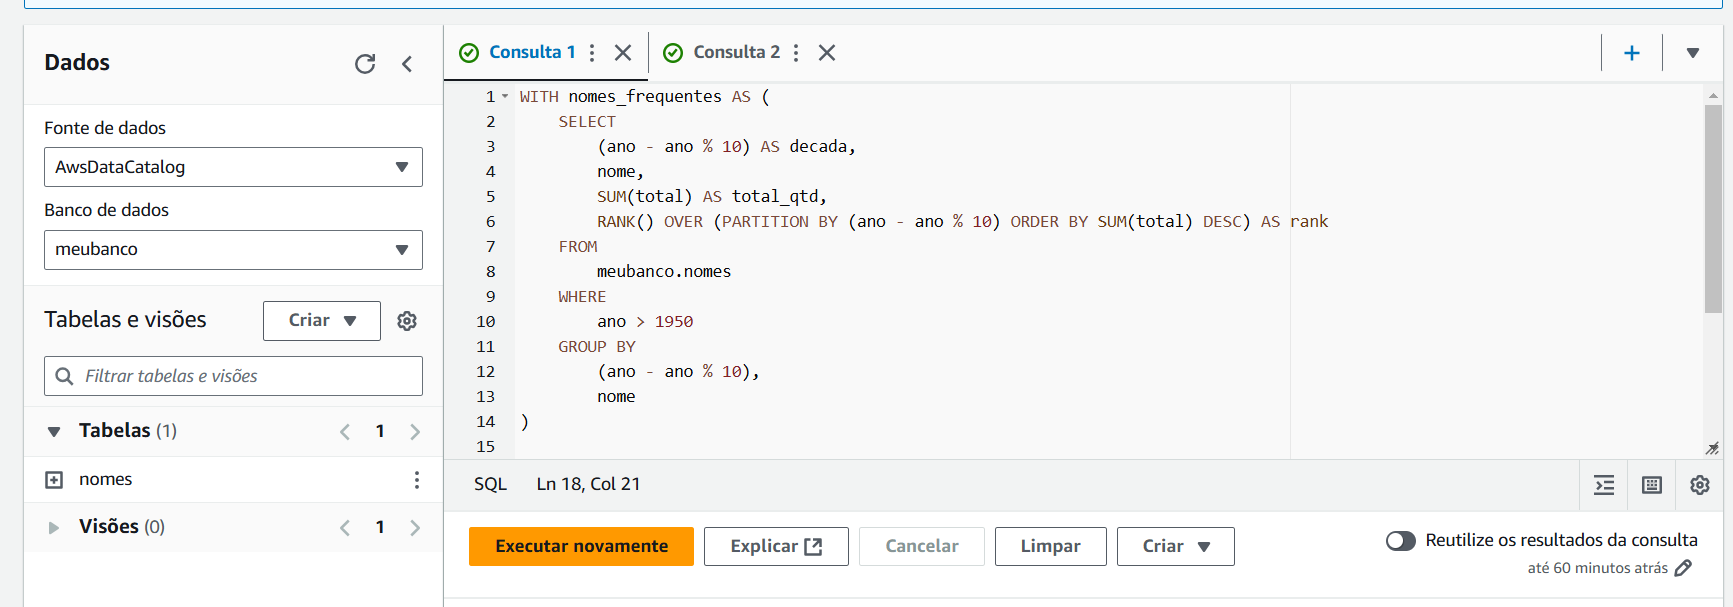 Dados
Fonte de dados
AwsDataCatalog
Banco de dados
meubanco
Tabelas e visões
Criar
Filtrar tabelas e visões
Tabelas (1)
1
nomes
Visões (0)
1
Consulta 1
Consulta 2
1 WITH nomes_frequentes AS (
2 SELECT
3 (ano - ano % 10) AS decada,
4 nome,
5 SUM(total) AS total_qtd,
6 RANK() OVER (PARTITION BY (ano - ano % 10) ORDER BY SUM(total) DESC) AS rank
7 FROM
8 meubanco.nomes
9 WHERE
10 ano > 1950
11 GROUP BY
12 (ano - ano % 10),
13 nome
14 )
15
SQL Ln 18, Col 21
Executar novamente Explicar Cancelar Limpar Criar
Reutilize os resultados da consulta
até 60 minutos atrás